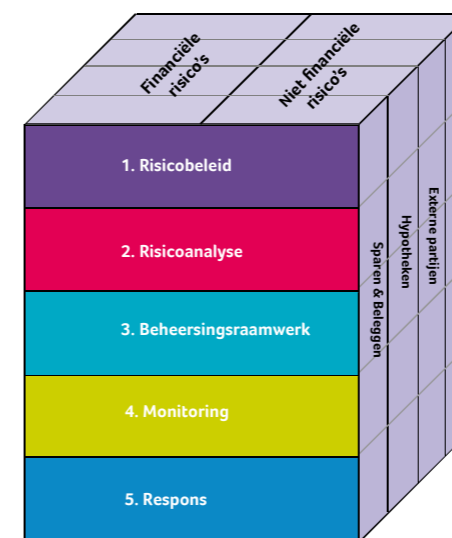 Financiële
risico's
Niet financiële
risico's
1. Risicobeleid
2. Risicoanalyse
3. Beheersingsraamwerk
4. Monitoring
5. Respons
Sparen & Beleggen
Hypotheken
Externe partijen